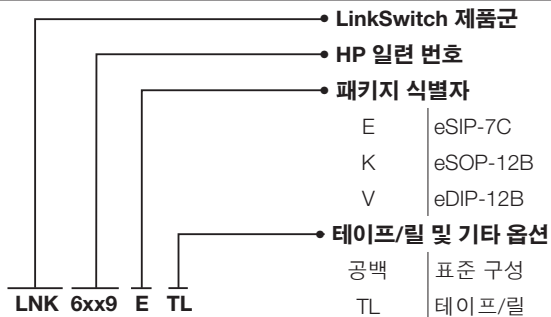 LinkSwitch 제품군
HP 일련 번호
패키지 식별자
E eSIP-7C
K eSOP-12B
V eDIP-12B
테이프/릴 및 기타 옵션
공백 표준 구성
TL 테이프/릴
LNK 6xx9 E TL